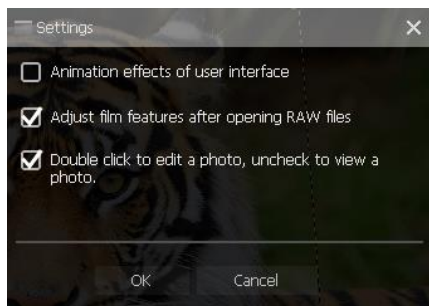 Settings
Animation effects of user interface
Adjust film features after opening RAW files
Double click to edit a photo, uncheck to view a
photo.
OK
Cancel